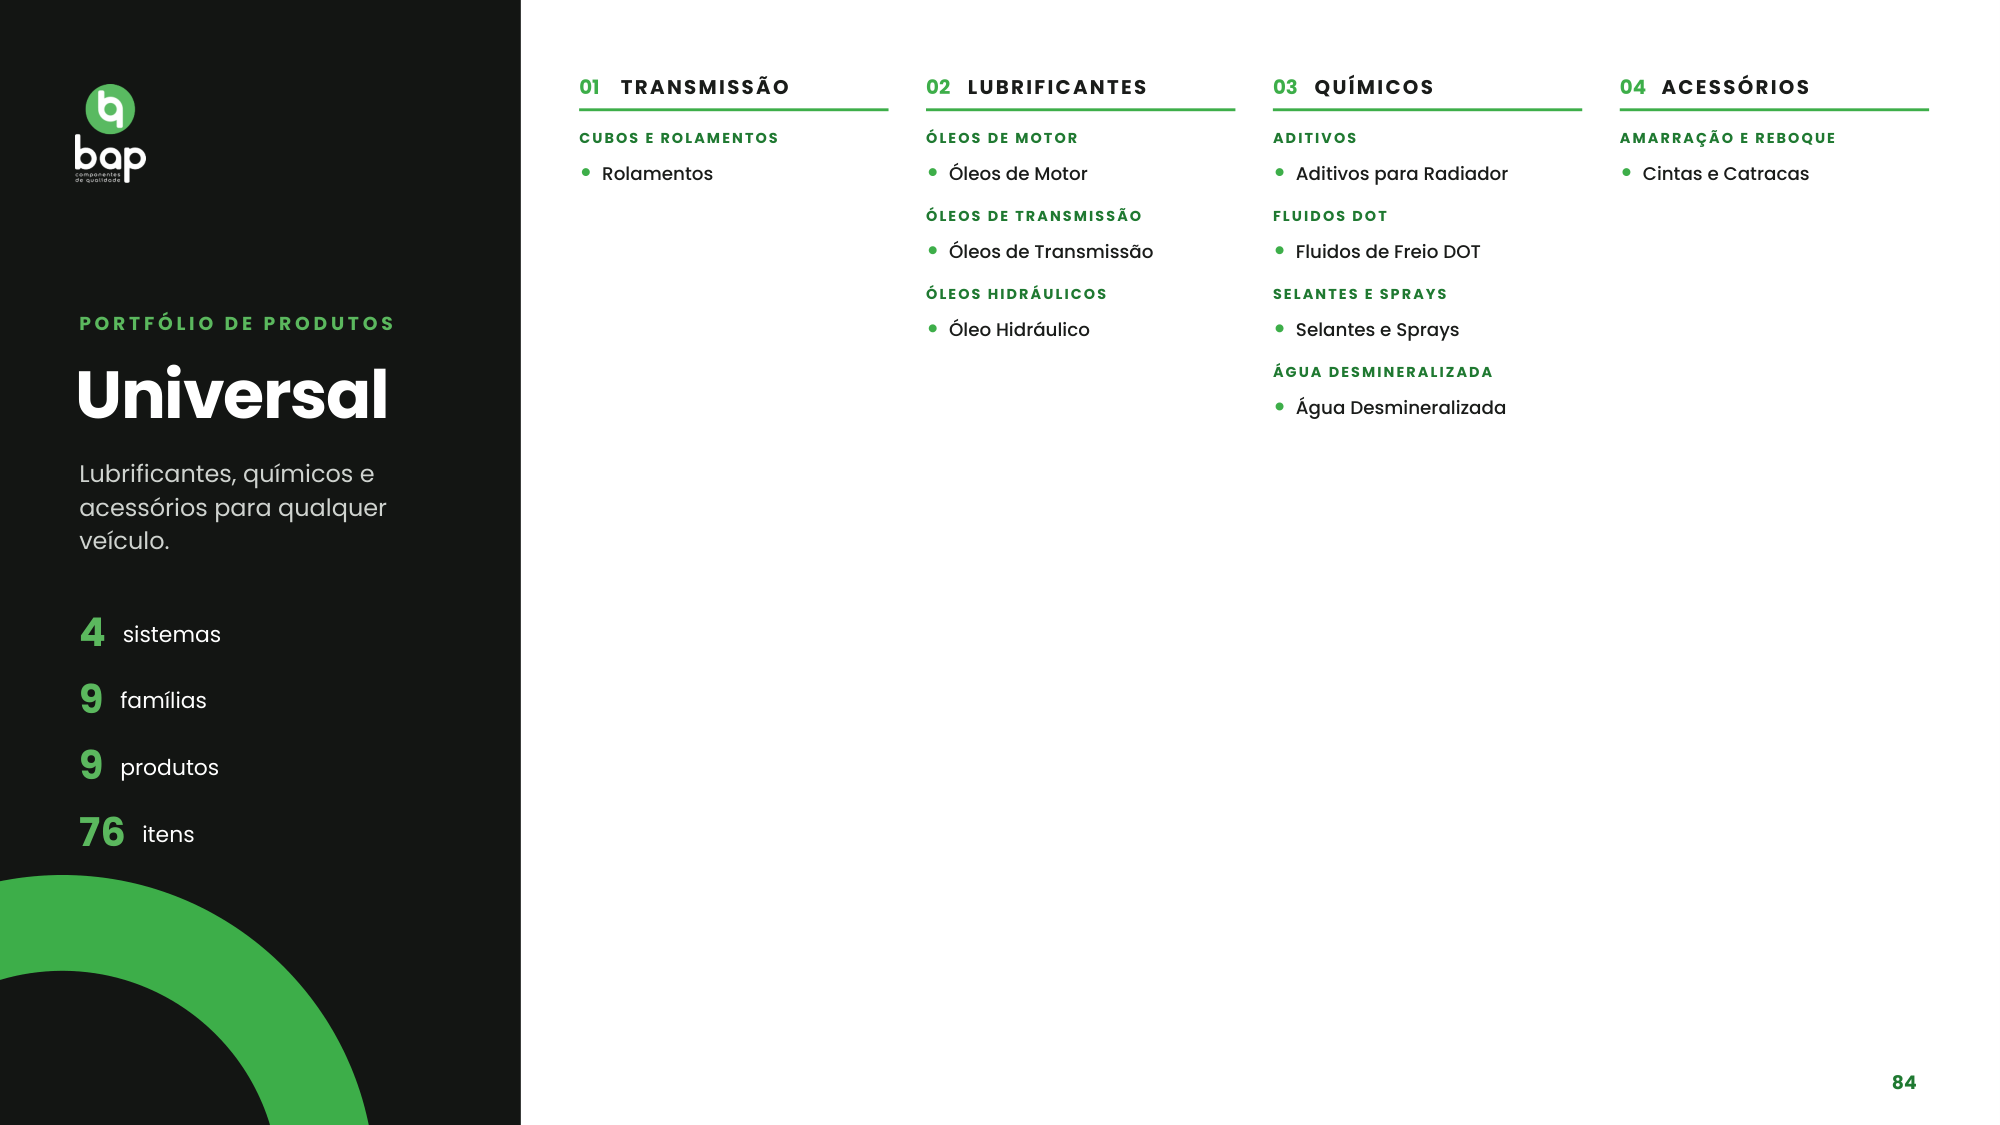 bap
componentes
de qualidade
PORTFÓLIO DE PRODUTOS
Universal
Lubrificantes, químicos e
acessórios para qualquer
veículo.
4 sistemas
9 famílias
9 produtos
76 itens
01 TRANSMISSÃO
CUBOS E ROLAMENTOS
• Rolamentos
02 LUBRIFICANTES
ÓLEOS DE MOTOR
• Óleos de Motor
ÓLEOS DE TRANSMISSÃO
• Óleos de Transmissão
ÓLEOS HIDRÁULICOS
• Óleo Hidráulico
03 QUÍMICOS
ADITIVOS
• Aditivos para Radiador
FLUIDOS DOT
• Fluidos de Freio DOT
SELANTES E SPRAYS
• Selantes e Sprays
ÁGUA DESMINERALIZADA
• Água Desmineralizada
04 ACESSÓRIOS
AMARRAÇÃO E REBOQUE
• Cintas e Catracas
84